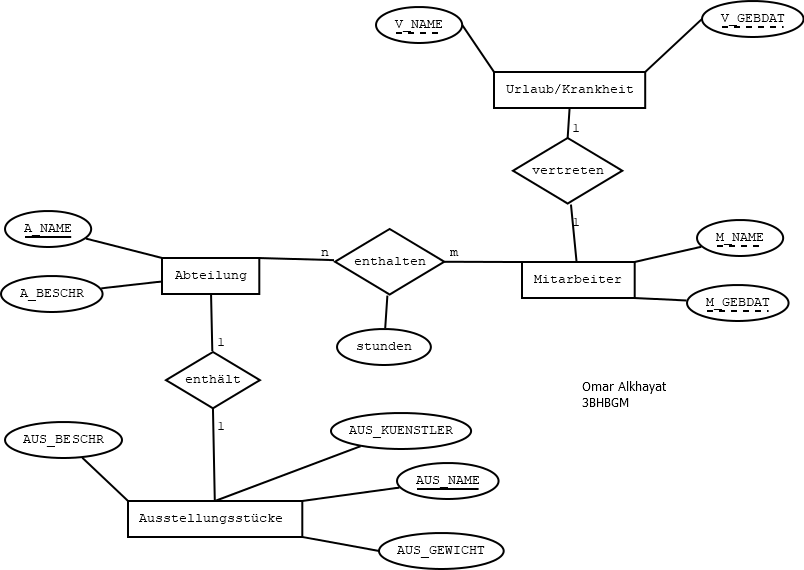 V_NAME
V_GEBDAT
Urlaub/Krankheit
1
vertreten
1
A_NAME
M_NAME
n
m
enthalten
Abteilung
Mitarbeiter
A_BESCHR
M_GEBDAT
1
stunden
enthält
Omar Alkhayat
3BHBGM
1
AUS_KUENSTLER
AUS_BESCHR
AUS_NAME
Ausstellungsstücke
AUS_GEWICHT